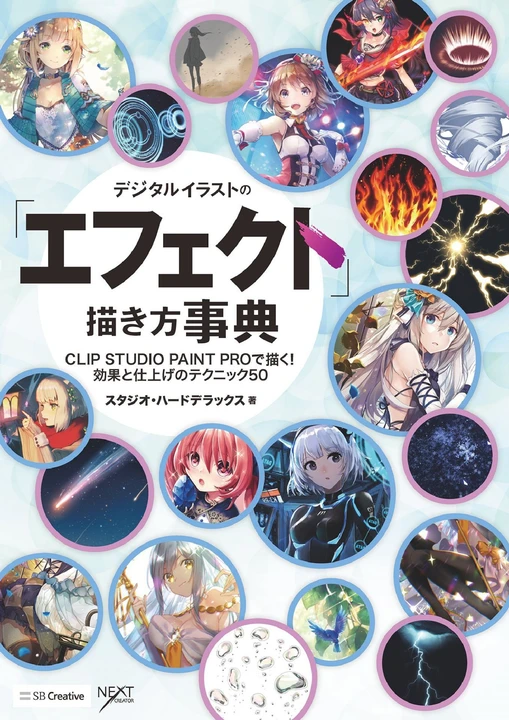 デジタルイラストの
「エフェクト」
描き方事典
CLIP STUDIO PAINT PROで描く!
効果と仕上げのテクニック50
スタジオ・ハードデラックス 著
SB Creative
NEXT
CREATOR